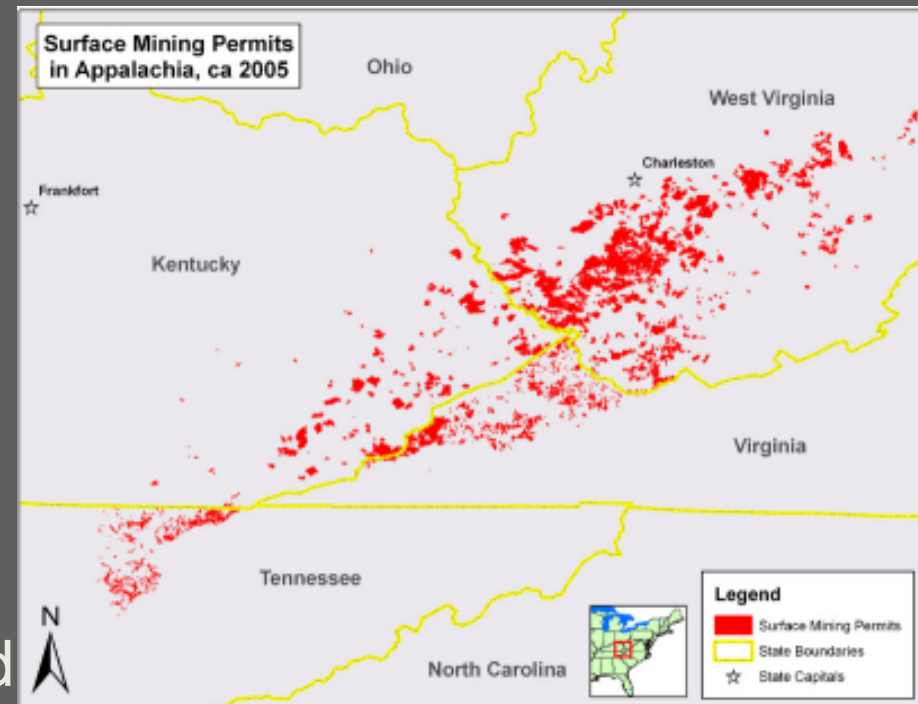 Surface Mining Permits
in Appalachia, ca 2005
Ohio
West Virginia
Charleston
Frankfort
Kentucky
Virginia
Tennessee
N
North Carolina
Legend
Surface Mining Permits
State Boundaries
State Capitals